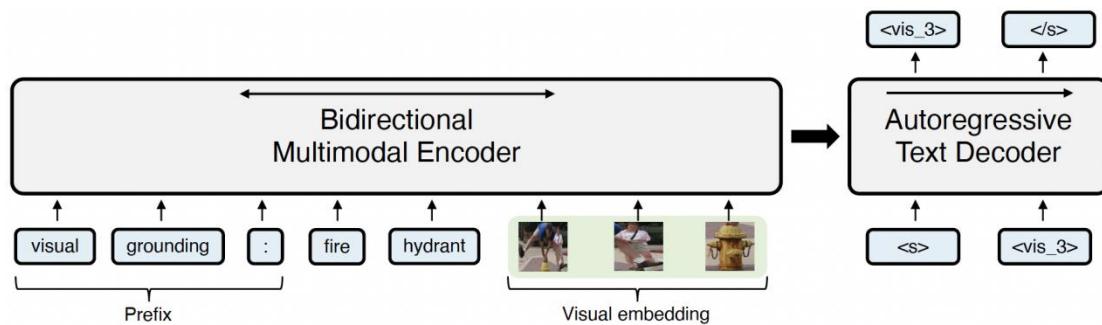 <vis_3> </s>
Bidirectional
Multimodal Encoder
Autoregressive
Text Decoder
visual grounding : fire hydrant
<s> <vis_3>
Prefix
Visual embedding